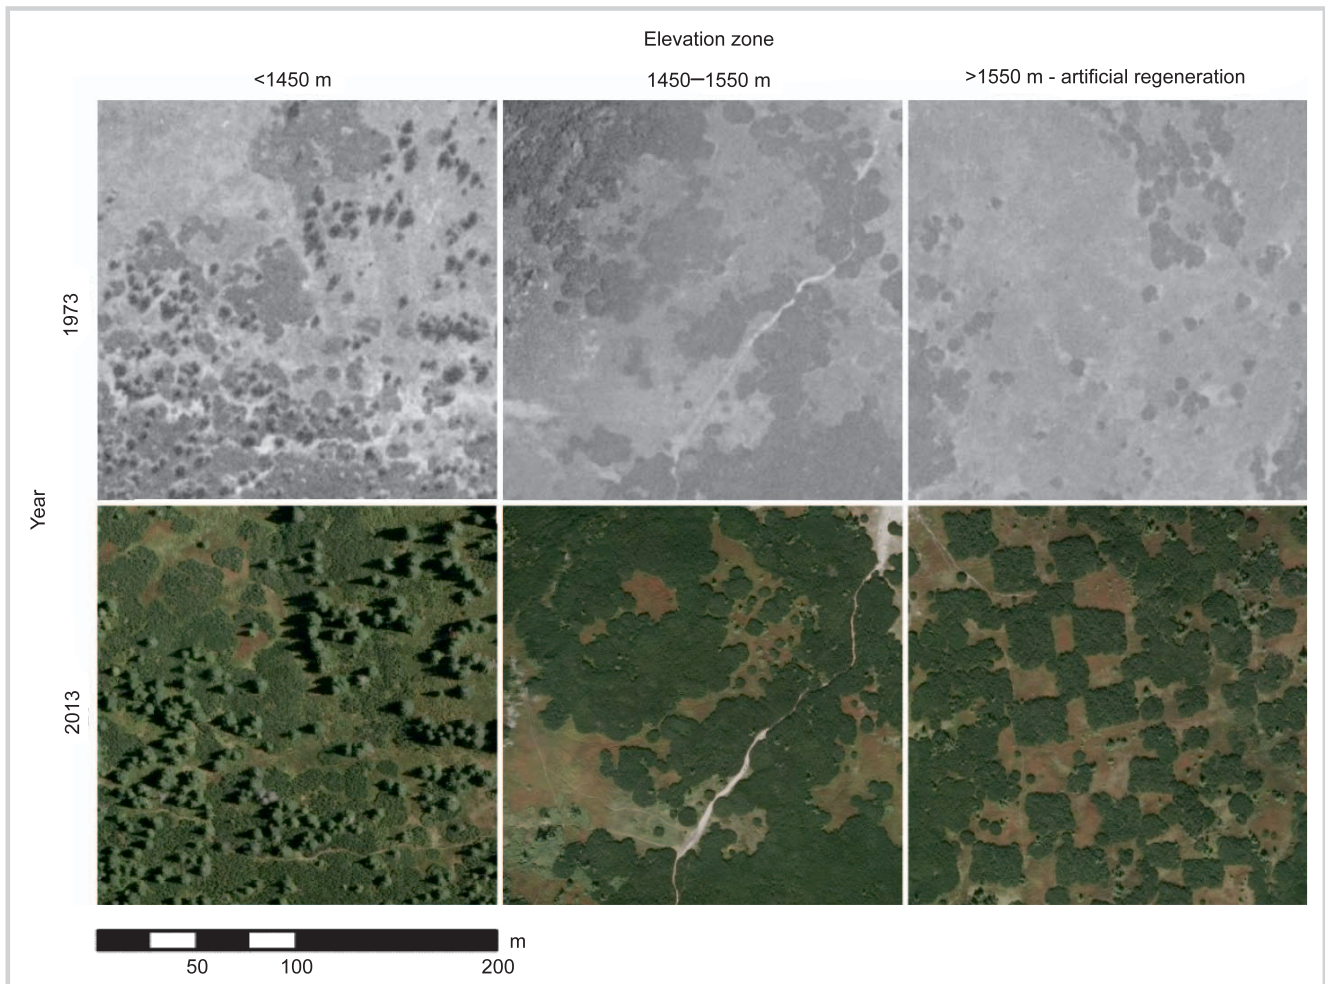 Elevation zone
<1450 m
1450–1550 m
>1550 m - artificial regeneration
1973
Year
2013
m
50
100
200